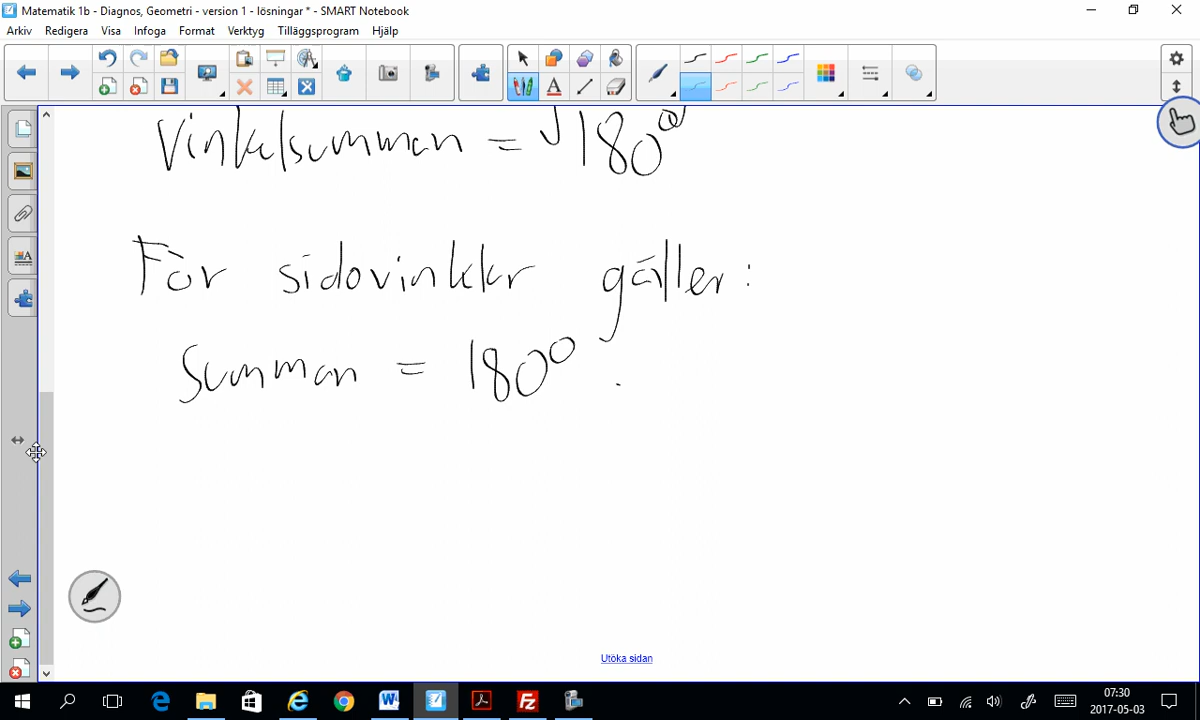 Matematik 1b - Diagnos, Geometri - version 1 - lösningar * - SMART Notebook
Arkiv Redigera Visa Infoga Format Verktyg Tilläggsprogram Hjälp
Vinkelsumman = 180°
För sidovinklar gäller:
Summan = 180°.
Utöka sidan
07:30
2017-05-03